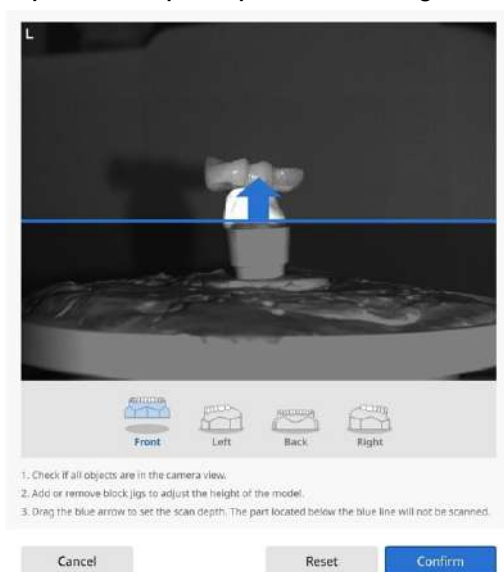 L
Front
Left
Back
Right
1. Check if all objects are in the camera view.
2. Add or remove block jigs to adjust the height of the model.
3. Drag the blue arrow to set the scan depth. The part located below the blue line will not be scanned.
Cancel
Reset
Confirm